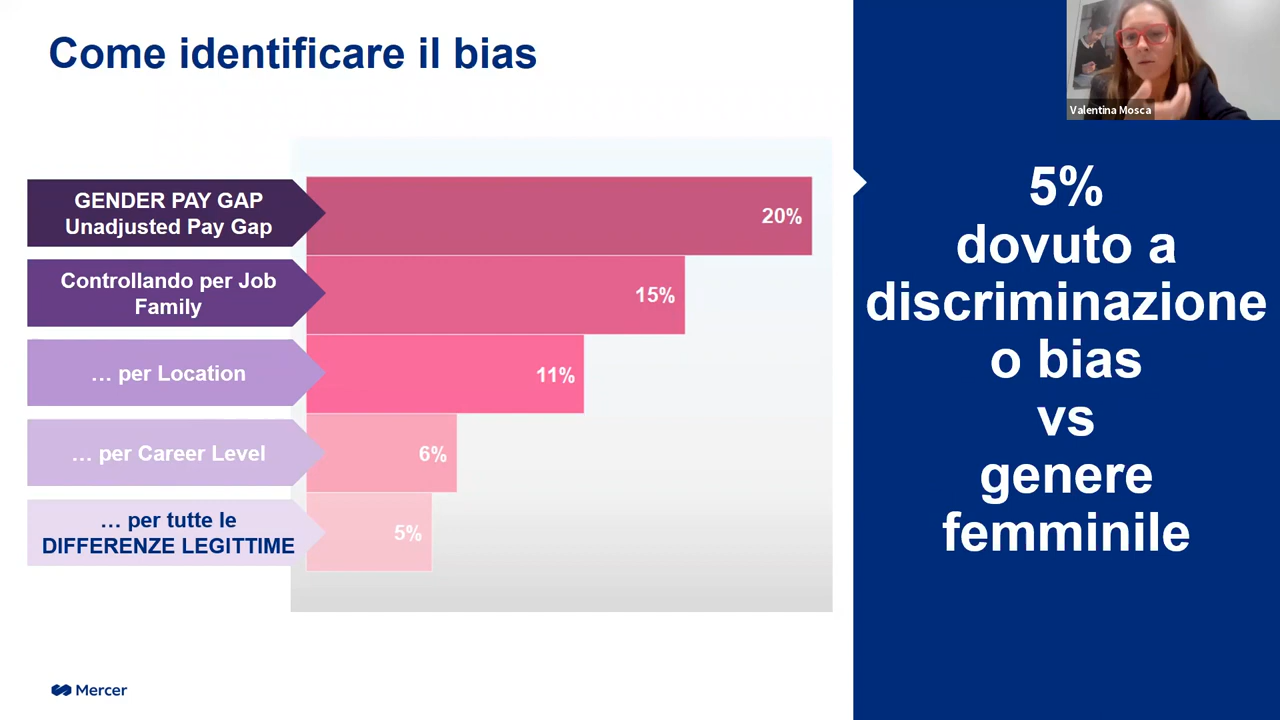 Come identificare il bias
Valentina Mosca
GENDER PAY GAP
Unadjusted Pay Gap
20%
Controllando per Job
Family
15%
… per Location
11%
… per Career Level
6%
… per tutte le
DIFFERENZE LEGITTIME
5%
5%
dovuto a
discriminazione
o bias
vs
genere
femminile
Mercer